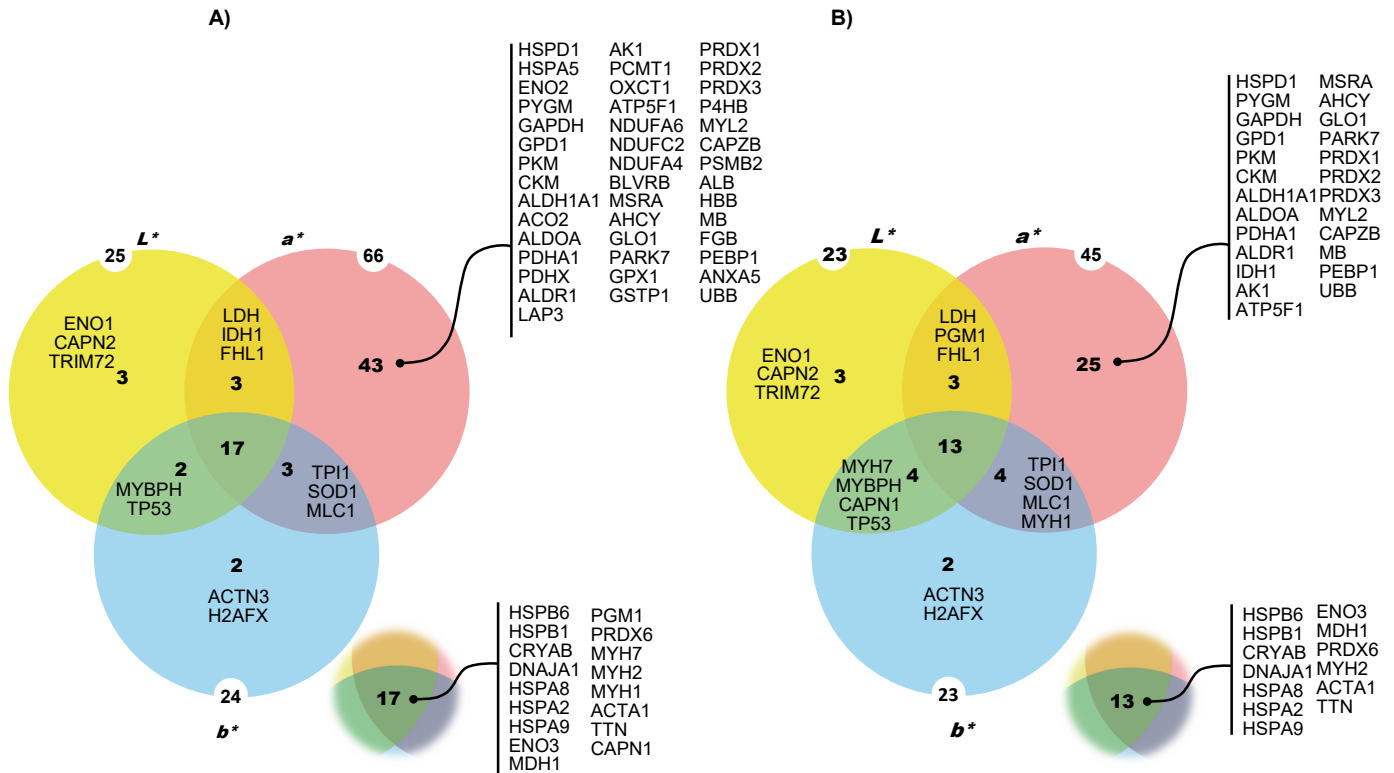 A)
HSPD1 AK1 PRDX1
HSPA5 PCMT1 PRDX2
ENO2 OXCT1 PRDX3
PYGM ATP5F1 P4HB
GAPDH NDUFA6 MYL2
GPD1 NDUFC2 CAPZB
PKM NDUFA4 PSMB2
CKM BLVRB ALB
ALDH1A1 MSRA HBB
ACO2 AHCY MB
ALDOA GLO1 FGB
PDHA1 PARK7 PEBP1
PDHX GPX1 ANXA5
ALDR1 GSTP1 UBB
LAP3
L* a*
25 66
ENO1
CAPN2
TRIM72
3
LDH
IDH1
FHL1
3
43
17
2
MYBPH
TP53
3
TPI1
SOD1
MLC1
2
ACTN3
H2AFX
24
b*
17
HSPB6 PGM1
HSPB1 PRDX6
CRYAB MYH7
DNAJA1 MYH2
HSPA8 MYH1
HSPA2 ACTA1
HSPA9 TTN
ENO3 CAPN1
MDH1
B)
HSPD1 MSRA
PYGM AHCY
GAPDH GLO1
GPD1 PARK7
PKM PRDX1
CKM PRDX2
ALDH1A1 PRDX3
ALDOA MYL2
PDHA1 CAPZB
ALDR1 MB
IDH1 PEBP1
AK1 UBB
ATP5F1
L* a*
23 45
ENO1
CAPN2
TRIM72
3
LDH
PGM1
FHL1
3
25
13
MYH7
MYBPH
CAPN1
TP53
4
4
TPI1
SOD1
MLC1
MYH1
2
ACTN3
H2AFX
23
b*
13
HSPB6 ENO3
HSPB1 MDH1
CRYAB PRDX6
DNAJA1 MYH2
HSPA8 ACTA1
HSPA2 TTN
HSPA9